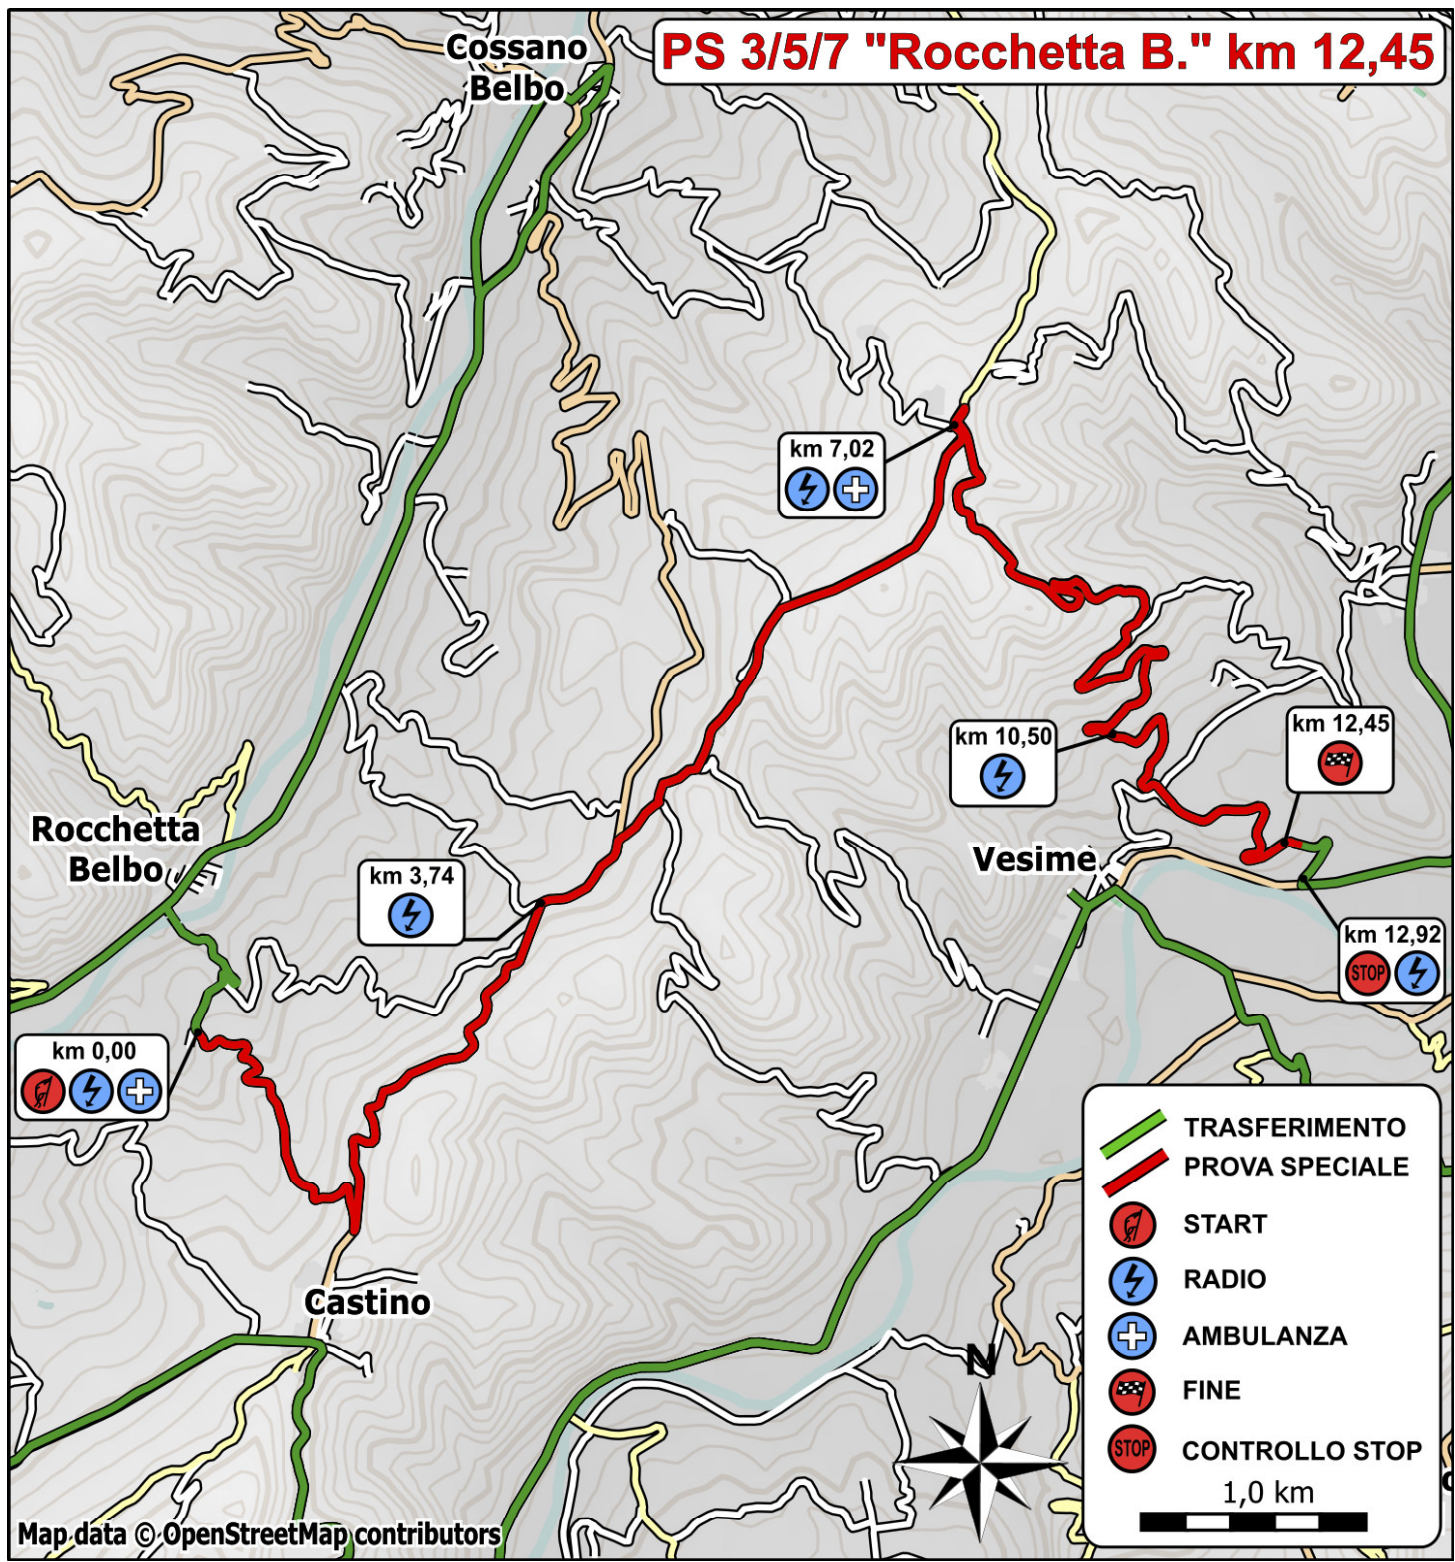 PS 3/5/7 "Rocchetta B." km 12,45
Cossano
Belbo
km 7,02
km 10,50
km 12,45
Rocchetta
Belbo
km 3,74
Vesime
km 12,92
STOP
km 0,00
Castino
TRASFERIMENTO
PROVA SPECIALE
START
RADIO
AMBULANZA
FINE
STOP CONTROLLO STOP
1,0 km
N
Map data © OpenStreetMap contributors